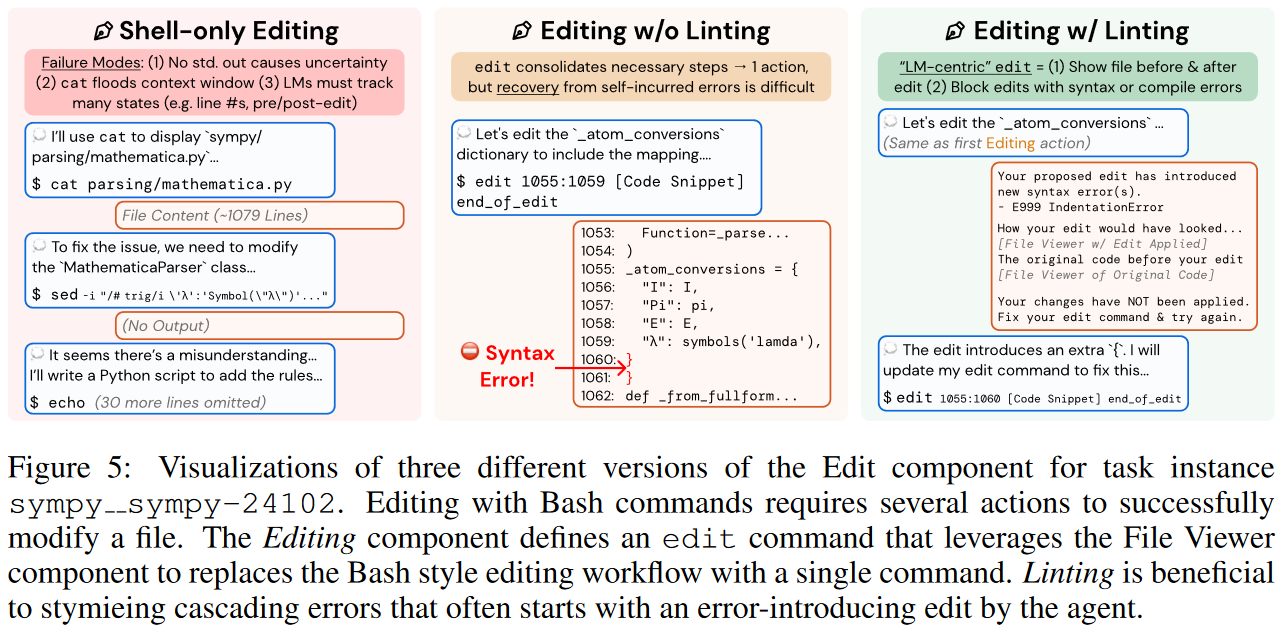 Shell-only Editing
Failure Modes: (1) No std. out causes uncertainty
(2) cat floods context window (3) LMs must track
many states (e.g. line #s, pre/post-edit)
I'll use cat to display `sympy/
parsing/mathematica.py`...
$ cat parsing/mathematica.py
File Content (~1079 Lines)
To fix the issue, we need to modify
the `MathematicaParser` class...
$ sed -i "/# trig/i \'λ':'Symbol(\"λ\")'..."
(No Output)
It seems there's a misunderstanding...
I'll write a Python script to add the rules...
$ echo (30 more lines omitted)
Editing w/o Linting
edit consolidates necessary steps → 1 action,
but recovery from self-incurred errors is difficult
Let's edit the `_atom_conversions`
dictionary to include the mapping....
$ edit 1055:1059 [Code Snippet]
end_of_edit
1053: Function=_parse...
1054: )
1055: _atom_conversions = {
1056: "I": I,
1057: "Pi": pi,
1058: "E": E,
1059: "λ": symbols('lamda'),
1060: }
1061: }
1062: def _from_fullform...
Syntax
Error!
Editing w/ Linting
"LM-centric" edit = (1) Show file before & after
edit (2) Block edits with syntax or compile errors
Let's edit the `_atom_conversions` ...
(Same as first Editing action)
Your proposed edit has introduced
new syntax error(s).
- E999 IndentationError
How your edit would have looked...
[File Viewer w/ Edit Applied]
The original code before your edit
[File Viewer of Original Code]
Your changes have NOT been applied.
Fix your edit command & try again.
The edit introduces an extra `{`. I will
update my edit command to fix this...
$ edit 1055:1060 [Code Snippet] end_of_edit
Figure 5: Visualizations of three different versions of the Edit component for task instance
sympy__sympy-24102. Editing with Bash commands requires several actions to successfully
modify a file. The Editing component defines an edit command that leverages the File Viewer
component to replaces the Bash style editing workflow with a single command. Linting is beneficial
to stymieing cascading errors that often starts with an error-introducing edit by the agent.